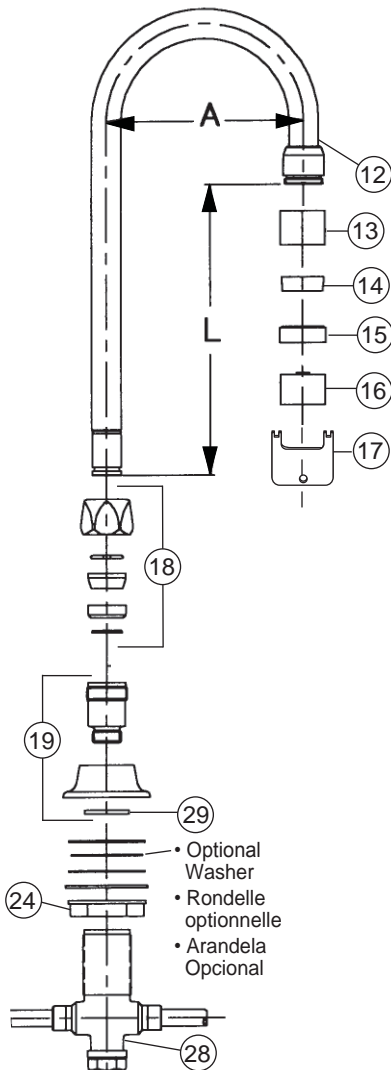 A
12
13
14
L
15
16
17
18
19
29
• Optional
Washer
24
• Rondelle
optionnelle
• Arandela
Opcional
28